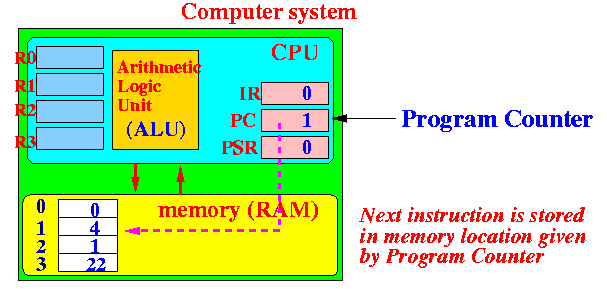 Computer system
CPU
R0
R1
R2
R3
Arithmetic
Logic
Unit
(ALU)
IR 0
PC 1
PSR 0
Program Counter
memory (RAM)
0 0
1 4
2 1
3 22
Next instruction is stored
in memory location given
by Program Counter